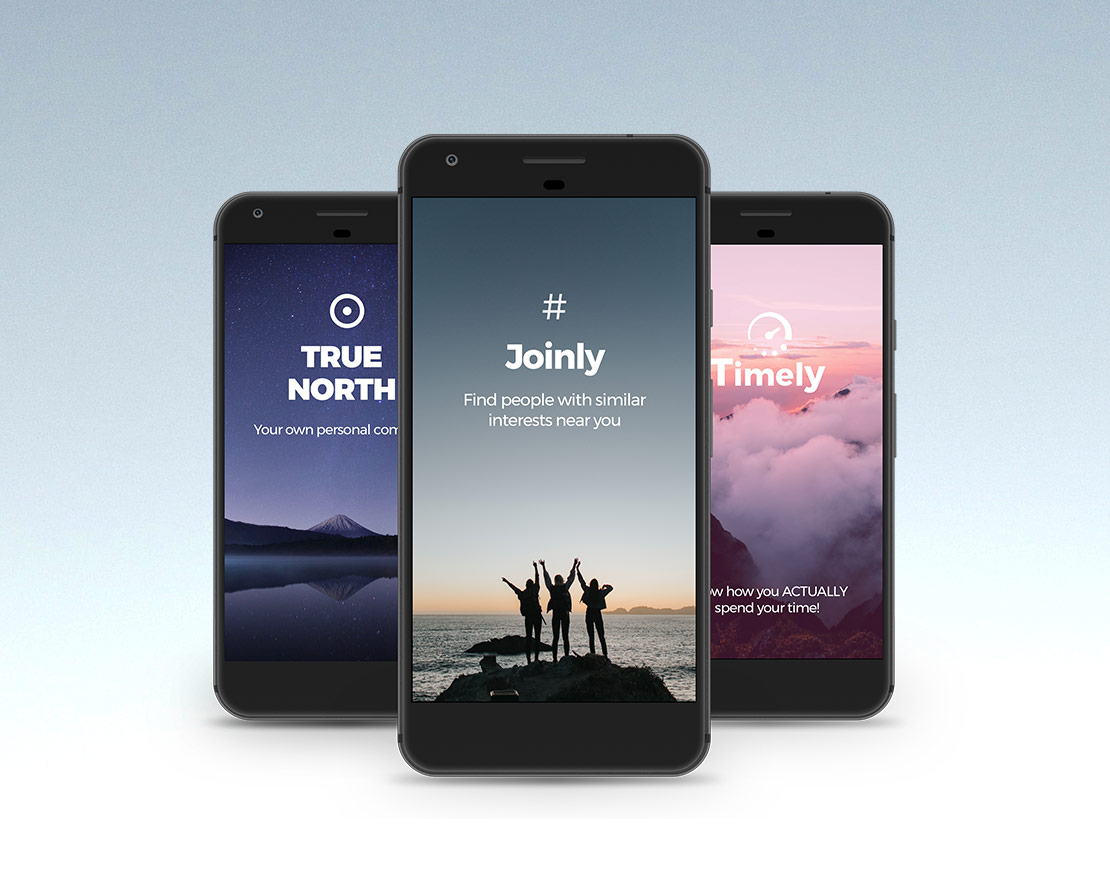 TRUE
NORTH
Your own personal com
#
Joinly
Find people with similar
interests near you
Timely
w how you ACTUALLY
spend your time!